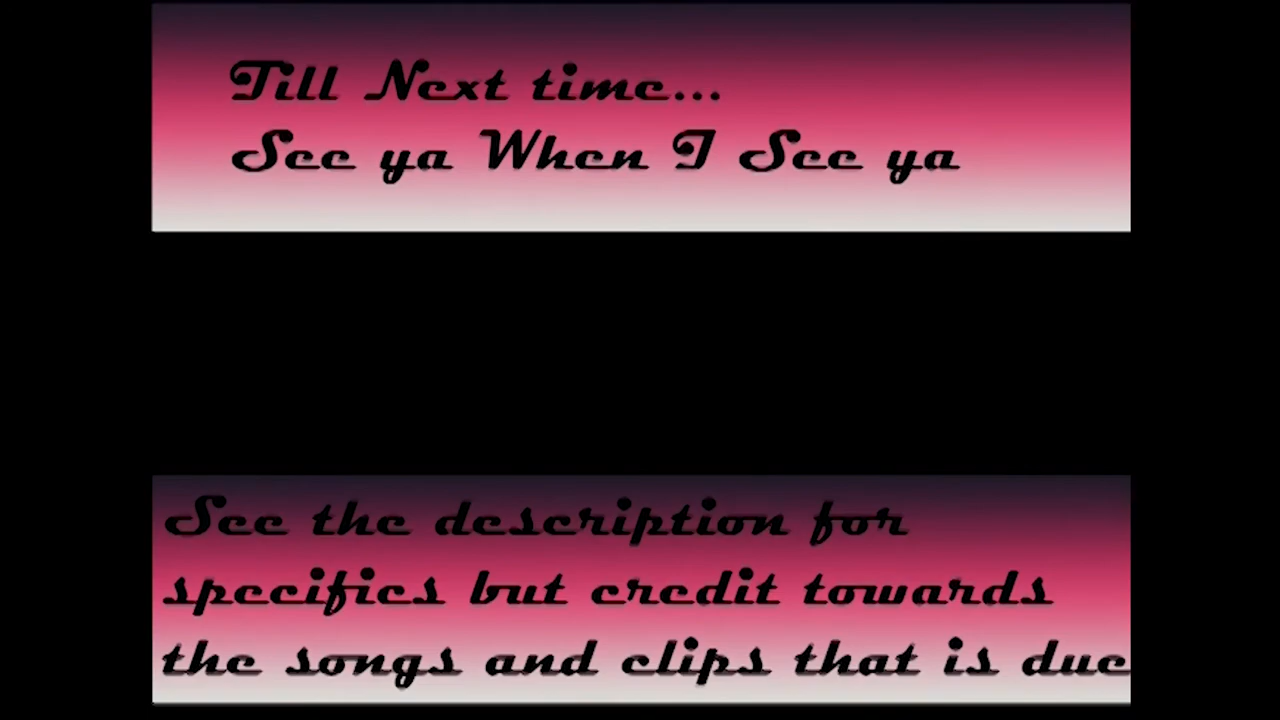 Till Next time...
See ya When I See ya
See the description for
specifics but credit towards
the songs and clips that is due